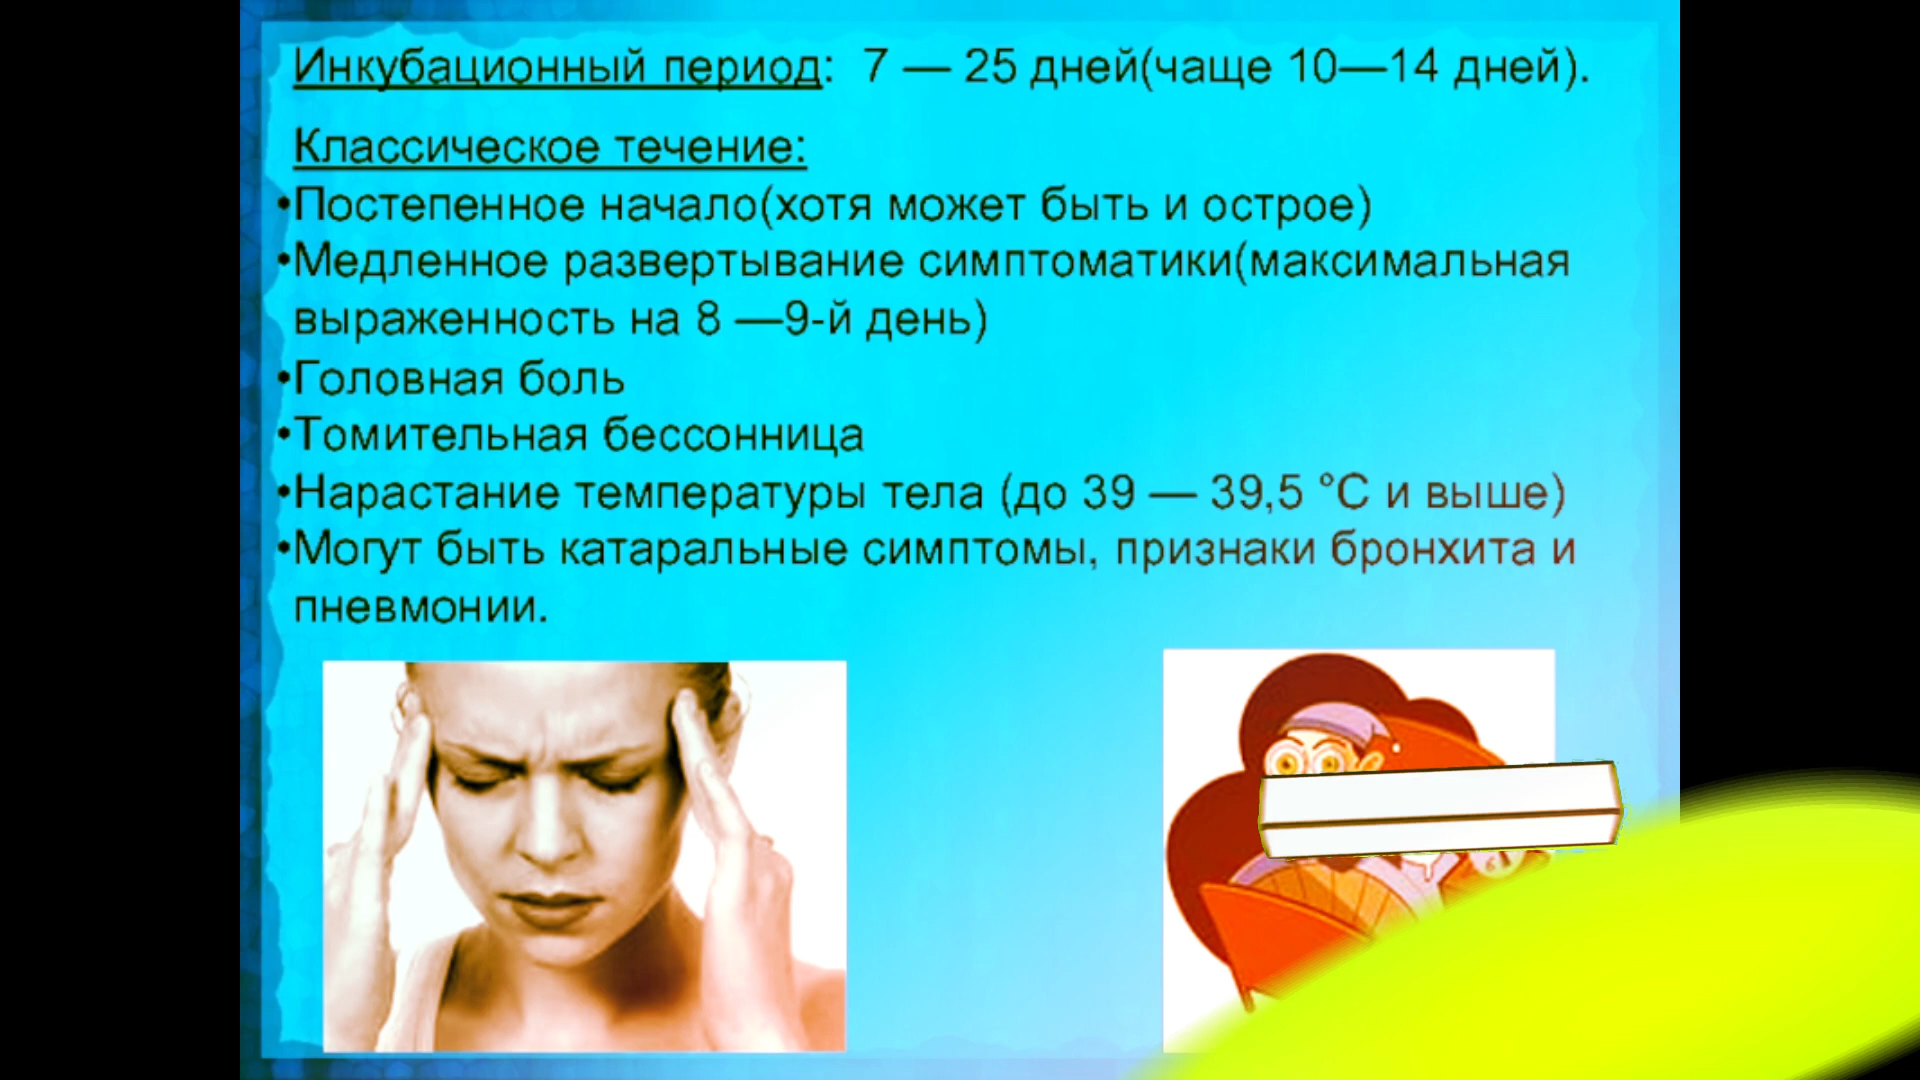 Инкубационный период:  7 — 25 дней(чаще 10—14 дней).
Классическое течение:
•Постепенное начало(хотя может быть и острое)
•Медленное развертывание симптоматики(максимальная
выраженность на 8 —9-й день)
•Головная боль
•Томительная бессонница
•Нарастание температуры тела (до 39 — 39,5 °С и выше)
•Могут быть катаральные симптомы, признаки бронхита и
пневмонии.